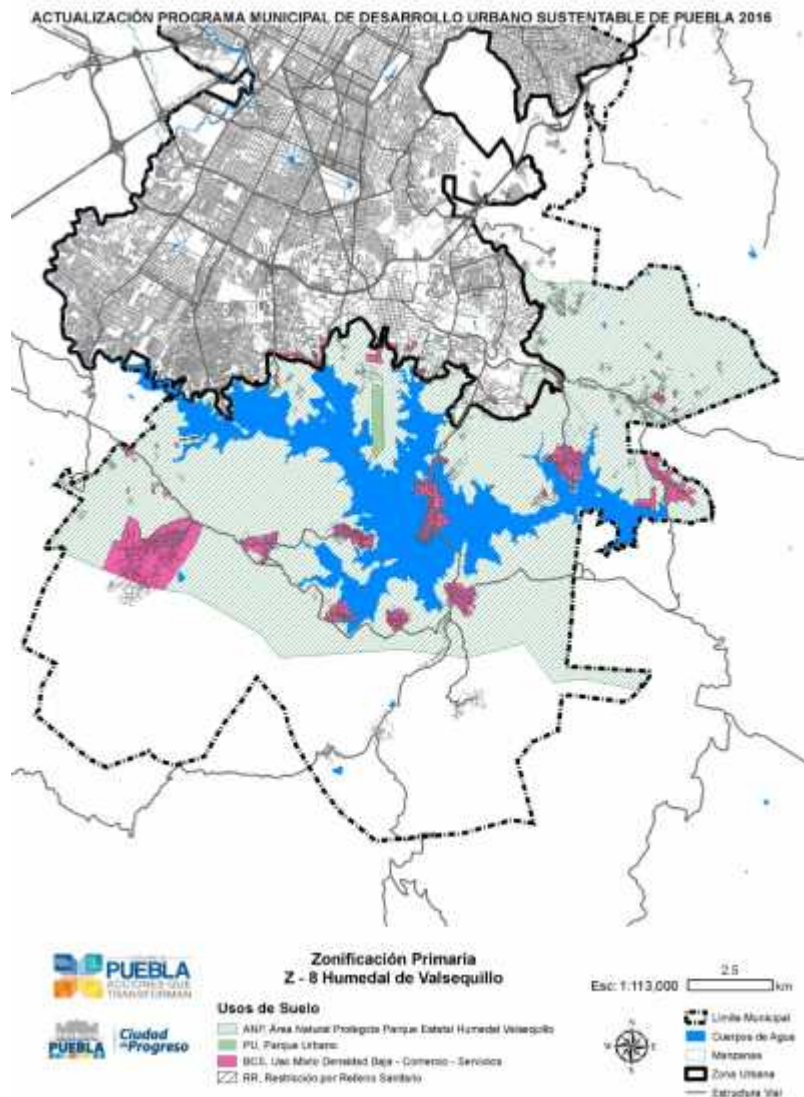 ACTUALIZACIÓN PROGRAMA MUNICIPAL DE DESARROLLO URBANO SUSTENTABLE DE PUEBLA 2016
PUEBLA
ACCIONES QUE
TRANSFORMAN
PUEBLA
Ciudad
de Progreso
Zonificación Primaria
Z - 8 Humedal de Valsequillo
Usos de Suelo
ANP, Área Natural Protegida Parque Estatal Humedal Valsequillo
PU, Parque Urbano
BCS, Uso Mixto Densidad Baja - Comercio - Servicios
RR, Restricción por Relleno Sanitario
Esc: 1:113,000
2.5
km
N
W
E
S
Límite Municipal
Cuerpos de Agua
Manzanas
Zona Urbana
Estructura Vial